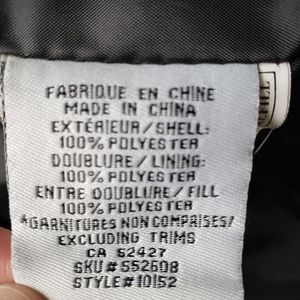 FABRIQUE EN CHINE
MADE IN CHINA
EXTÉRIEUR/SHELL:
100% POLYESTER
DOUBLURE/LINING:
100% POLYESTER
ENTRE DOUBLURE/FILL
100% POLYESTER
*GARNITURES NON COMPRISES/
EXCLUDING TRIMS
CA 52427
SKU#552608
STYLE#10152